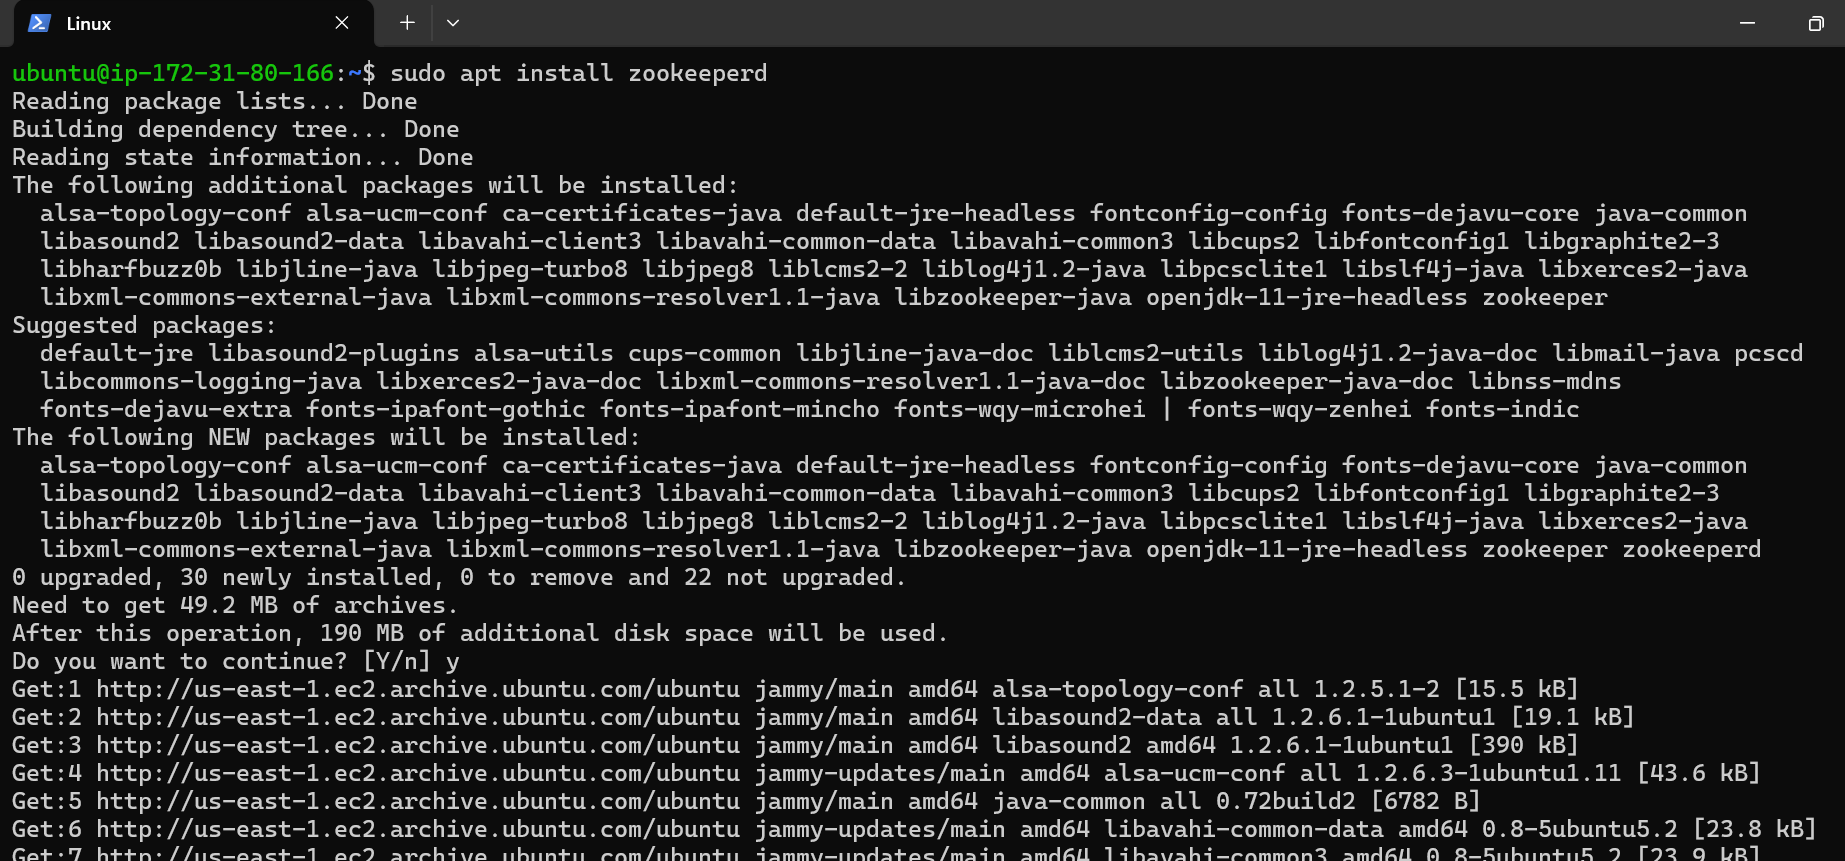 Linux
ubuntu@ip-172-31-80-166:~$ sudo apt install zookeeperd
Reading package lists... Done
Building dependency tree... Done
Reading state information... Done
The following additional packages will be installed:
  alsa-topology-conf alsa-ucm-conf ca-certificates-java default-jre-headless fontconfig-config fonts-dejavu-core java-common
  libasound2 libasound2-data libavahi-client3 libavahi-common-data libavahi-common3 libcups2 libfontconfig1 libgraphite2-3
  libharfbuzz0b libjline-java libjpeg-turbo8 libjpeg8 liblcms2-2 liblog4j1.2-java libpcsclite1 libslf4j-java libxerces2-java
  libxml-commons-external-java libxml-commons-resolver1.1-java libzookeeper-java openjdk-11-jre-headless zookeeper
Suggested packages:
  default-jre libasound2-plugins alsa-utils cups-common libjline-java-doc liblcms2-utils liblog4j1.2-java-doc libmail-java pcscd
  libcommons-logging-java libxerces2-java-doc libxml-commons-resolver1.1-java-doc libzookeeper-java-doc libnss-mdns
  fonts-dejavu-extra fonts-ipafont-gothic fonts-ipafont-mincho fonts-wqy-microhei | fonts-wqy-zenhei fonts-indic
The following NEW packages will be installed:
  alsa-topology-conf alsa-ucm-conf ca-certificates-java default-jre-headless fontconfig-config fonts-dejavu-core java-common
  libasound2 libasound2-data libavahi-client3 libavahi-common-data libavahi-common3 libcups2 libfontconfig1 libgraphite2-3
  libharfbuzz0b libjline-java libjpeg-turbo8 libjpeg8 liblcms2-2 liblog4j1.2-java libpcsclite1 libslf4j-java libxerces2-java
  libxml-commons-external-java libxml-commons-resolver1.1-java libzookeeper-java openjdk-11-jre-headless zookeeper zookeeperd
0 upgraded, 30 newly installed, 0 to remove and 22 not upgraded.
Need to get 49.2 MB of archives.
After this operation, 190 MB of additional disk space will be used.
Do you want to continue? [Y/n] y
Get:1 http://us-east-1.ec2.archive.ubuntu.com/ubuntu jammy/main amd64 alsa-topology-conf all 1.2.5.1-2 [15.5 kB]
Get:2 http://us-east-1.ec2.archive.ubuntu.com/ubuntu jammy/main amd64 libasound2-data all 1.2.6.1-1ubuntu1 [19.1 kB]
Get:3 http://us-east-1.ec2.archive.ubuntu.com/ubuntu jammy/main amd64 libasound2 amd64 1.2.6.1-1ubuntu1 [390 kB]
Get:4 http://us-east-1.ec2.archive.ubuntu.com/ubuntu jammy-updates/main amd64 alsa-ucm-conf all 1.2.6.3-1ubuntu1.11 [43.6 kB]
Get:5 http://us-east-1.ec2.archive.ubuntu.com/ubuntu jammy/main amd64 java-common all 0.72build2 [6782 B]
Get:6 http://us-east-1.ec2.archive.ubuntu.com/ubuntu jammy-updates/main amd64 libavahi-common-data amd64 0.8-5ubuntu5.2 [23.8 kB]
Get:7 http://us-east-1.ec2.archive.ubuntu.com/ubuntu jammy-updates/main amd64 libavahi-common3 amd64 0.8-5ubuntu5.2 [23.9 kB]